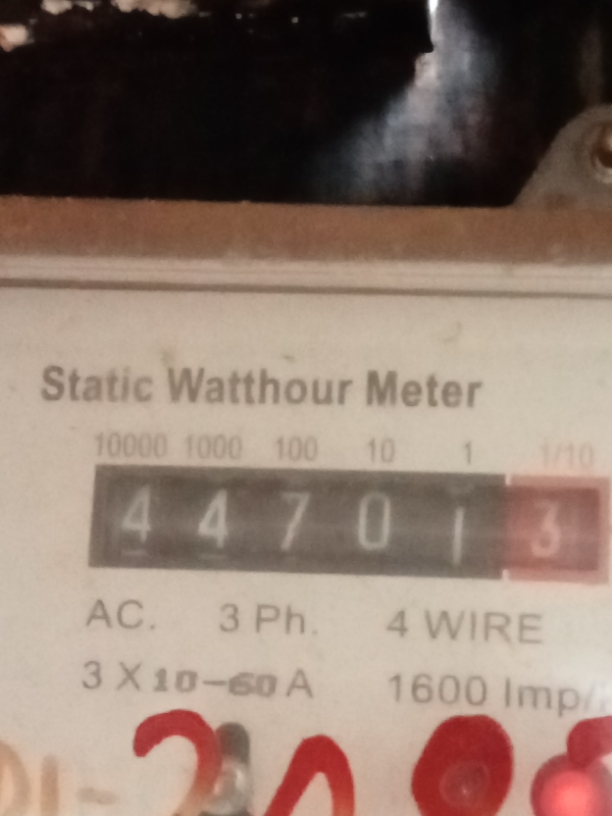 Static Watthour Meter
10000 1000 100 10 1 1/10
4 4 7 0 1 3
AC. 3 Ph. 4 WIRE
3 X 10-60 A 1600 Imp/